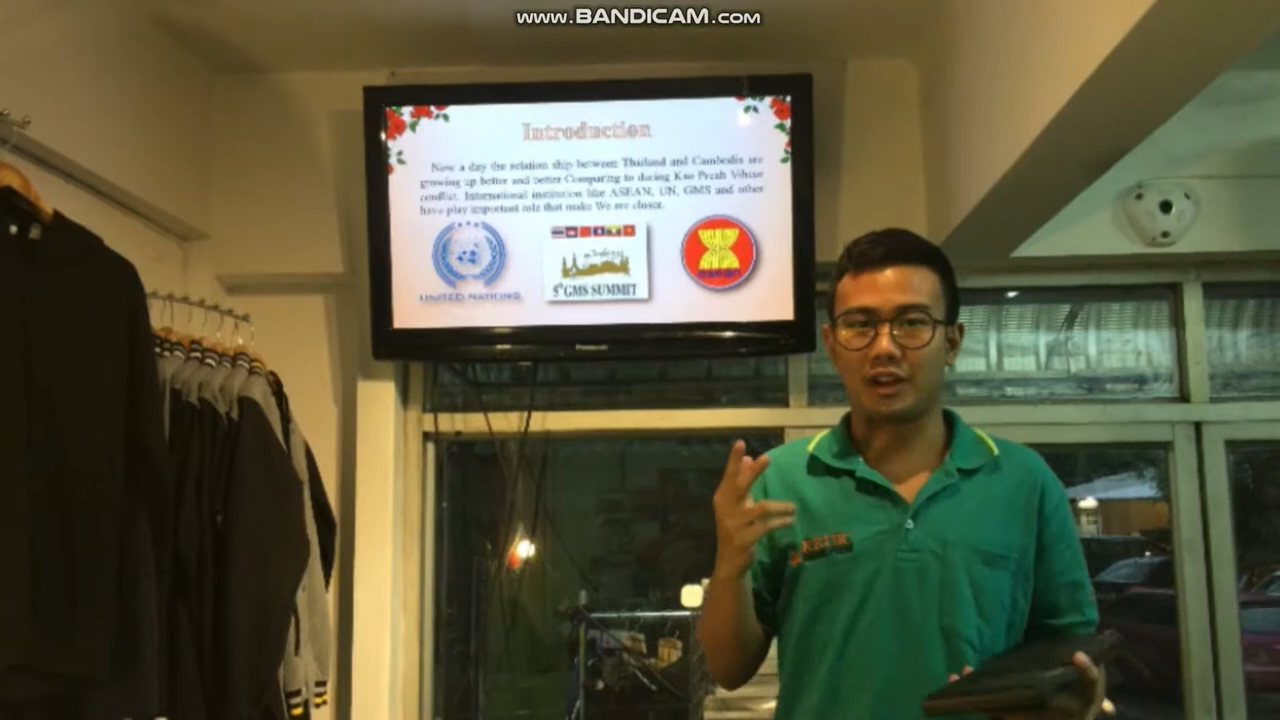 www.BANDICAM.com
Introduction
Now a day the relation ship between Thailand and Cambodia are
growing up better and better Comparing to during Kao Preah Vihear
conflict. International institution like ASEAN, UN, GMS and other
have play important role that make We are closer.
UNITED NATIONS
5th GMS SUMMIT
asean
Panasonic